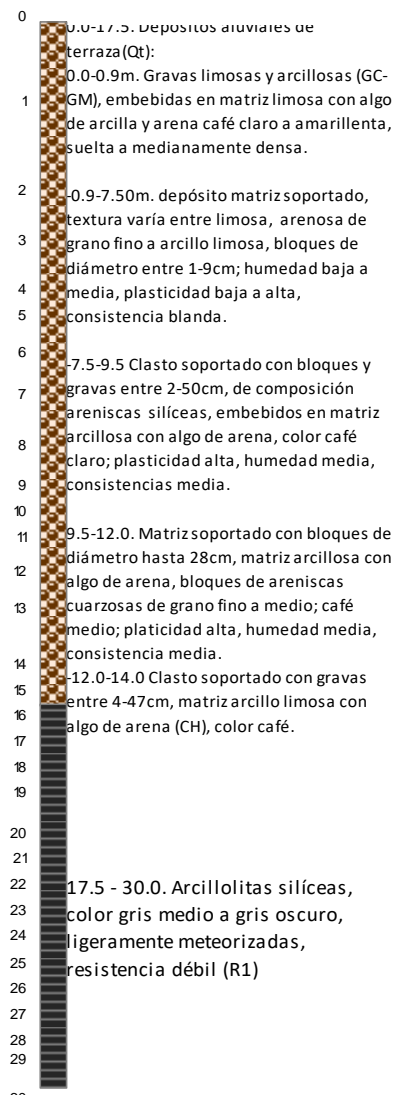 0
1
2
3
4
5
6
7
8
9
10
11
12
13
14
15
16
17
18
19
20
21
22
23
24
25
26
27
28
29
0.0-17.5. Depósitos aluviales de
terraza(Qt):
0.0-0.9m. Gravas limosas y arcillosas (GC-
GM), embebidas en matriz limosa con algo
de arcilla y arena café claro a amarillenta,
suelta a medianamente densa.
-0.9-7.50m. depósito matriz soportado,
textura varía entre limosa, arenosa de
grano fino a arcillo limosa, bloques de
diámetro entre 1-9cm; humedad baja a
media, plasticidad baja a alta,
consistencia blanda.
-7.5-9.5 Clasto soportado con bloques y
gravas entre 2-50cm, de composición
areniscas silíceas, embebidos en matriz
arcillosa con algo de arena, color café
claro; plasticidad alta, humedad media,
consistencias media.
9.5-12.0. Matriz soportado con bloques de
diámetro hasta 28cm, matriz arcillosa con
algo de arena, bloques de areniscas
cuarzosas de grano fino a medio; café
medio; platicidad alta, humedad media,
consistencia media.
-12.0-14.0 Clasto soportado con gravas
entre 4-47cm, matriz arcillo limosa con
algo de arena (CH), color café.
17.5 - 30.0. Arcillolitas silíceas,
color gris medio a gris oscuro,
ligeramente meteorizadas,
resistencia débil (R1)